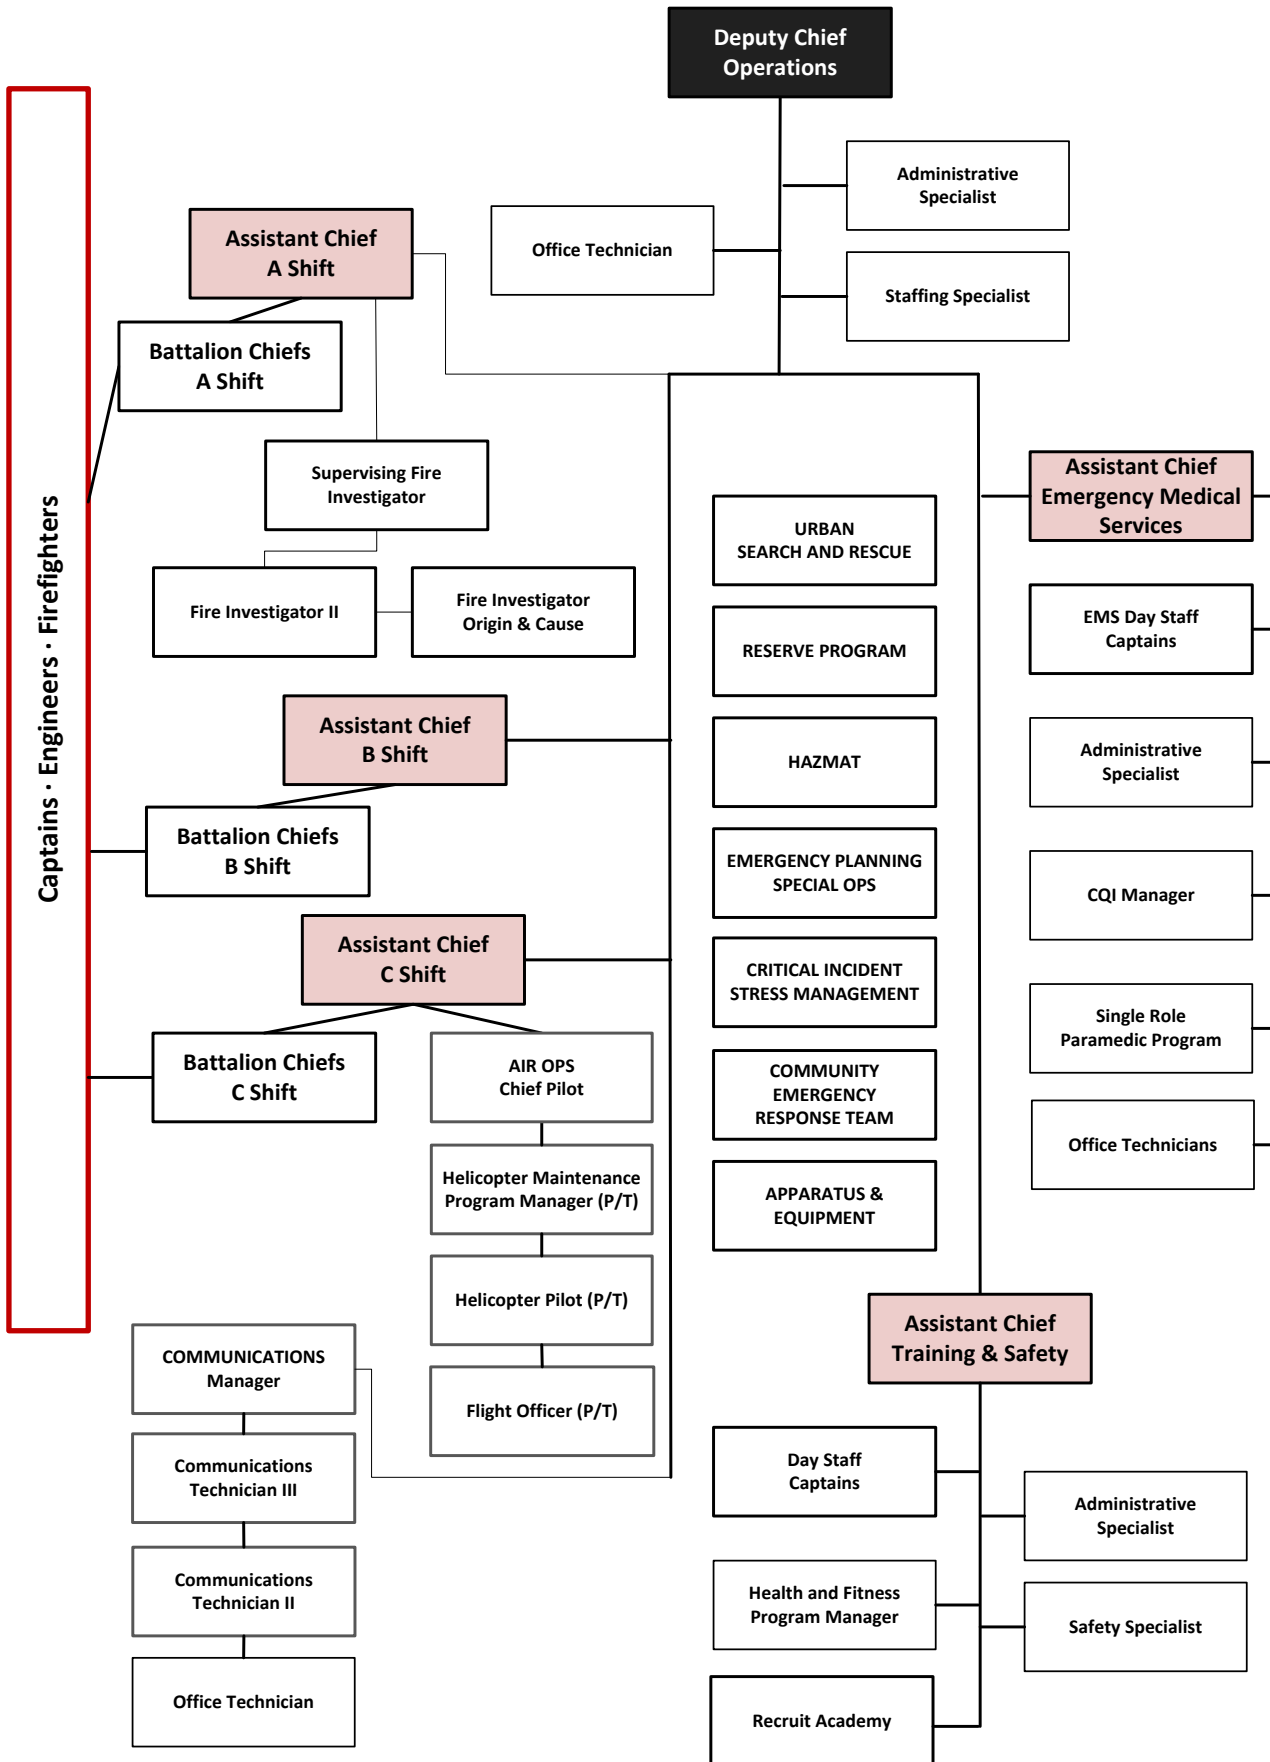 Deputy Chief
Operations
Administrative
Specialist
Office Technician
Staffing Specialist
Assistant Chief
A Shift
Battalion Chiefs
A Shift
Captains · Engineers · Firefighters
Supervising Fire
Investigator
Fire Investigator II
Fire Investigator
Origin & Cause
Assistant Chief
B Shift
Battalion Chiefs
B Shift
Assistant Chief
C Shift
Battalion Chiefs
C Shift
AIR OPS
Chief Pilot
Helicopter Maintenance
Program Manager (P/T)
Helicopter Pilot (P/T)
Flight Officer (P/T)
COMMUNICATIONS
Manager
Communications
Technician III
Communications
Technician II
Office Technician
URBAN
SEARCH AND RESCUE
RESERVE PROGRAM
HAZMAT
EMERGENCY PLANNING
SPECIAL OPS
CRITICAL INCIDENT
STRESS MANAGEMENT
COMMUNITY
EMERGENCY
RESPONSE TEAM
APPARATUS &
EQUIPMENT
Assistant Chief
Emergency Medical
Services
EMS Day Staff
Captains
Administrative
Specialist
CQI Manager
Single Role
Paramedic Program
Office Technicians
Assistant Chief
Training & Safety
Day Staff
Captains
Administrative
Specialist
Health and Fitness
Program Manager
Safety Specialist
Recruit Academy